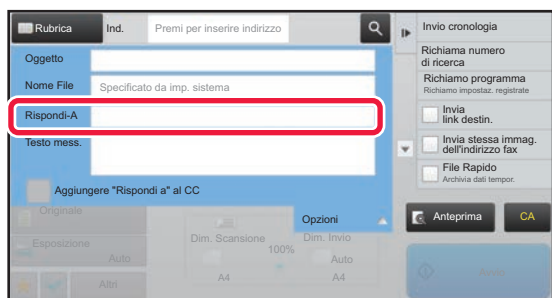 Rubrica
Ind.
Premi per inserire indirizzo
Oggetto
Nome File
Specificato da imp. sistema
Rispondi-A
Testo mess.
Aggiungere "Rispondi a" al CC
Opzioni
Originale
Esposizione
Auto
Altri
Dim. Scansione
100%
Dim. Invio
Auto
A4
A4
Invio cronologia
Richiama numero
di ricerca
Richiamo programma
Richiamo impostaz. registrate
Invia
link destin.
Invia stessa immag.
dell'indirizzo fax
File Rapido
Archivia dati tempor.
Anteprima
CA